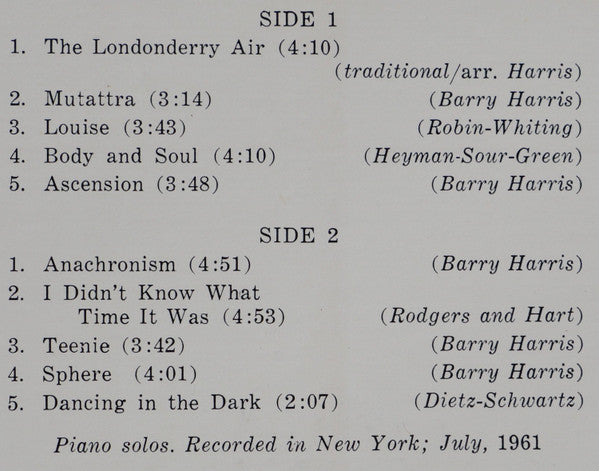 SIDE 1
1. The Londonderry Air (4:10)
(traditional/arr. Harris)
2. Mutattra (3:14) (Barry Harris)
3. Louise (3:43) (Robin-Whiting)
4. Body and Soul (4:10) (Heyman-Sour-Green)
5. Ascension (3:48) (Barry Harris)
SIDE 2
1. Anachronism (4:51) (Barry Harris)
2. I Didn't Know What
Time It Was (4:53) (Rodgers and Hart)
3. Teenie (3:42) (Barry Harris)
4. Sphere (4:01) (Barry Harris)
5. Dancing in the Dark (2:07) (Dietz-Schwartz)
Piano solos. Recorded in New York; July, 1961